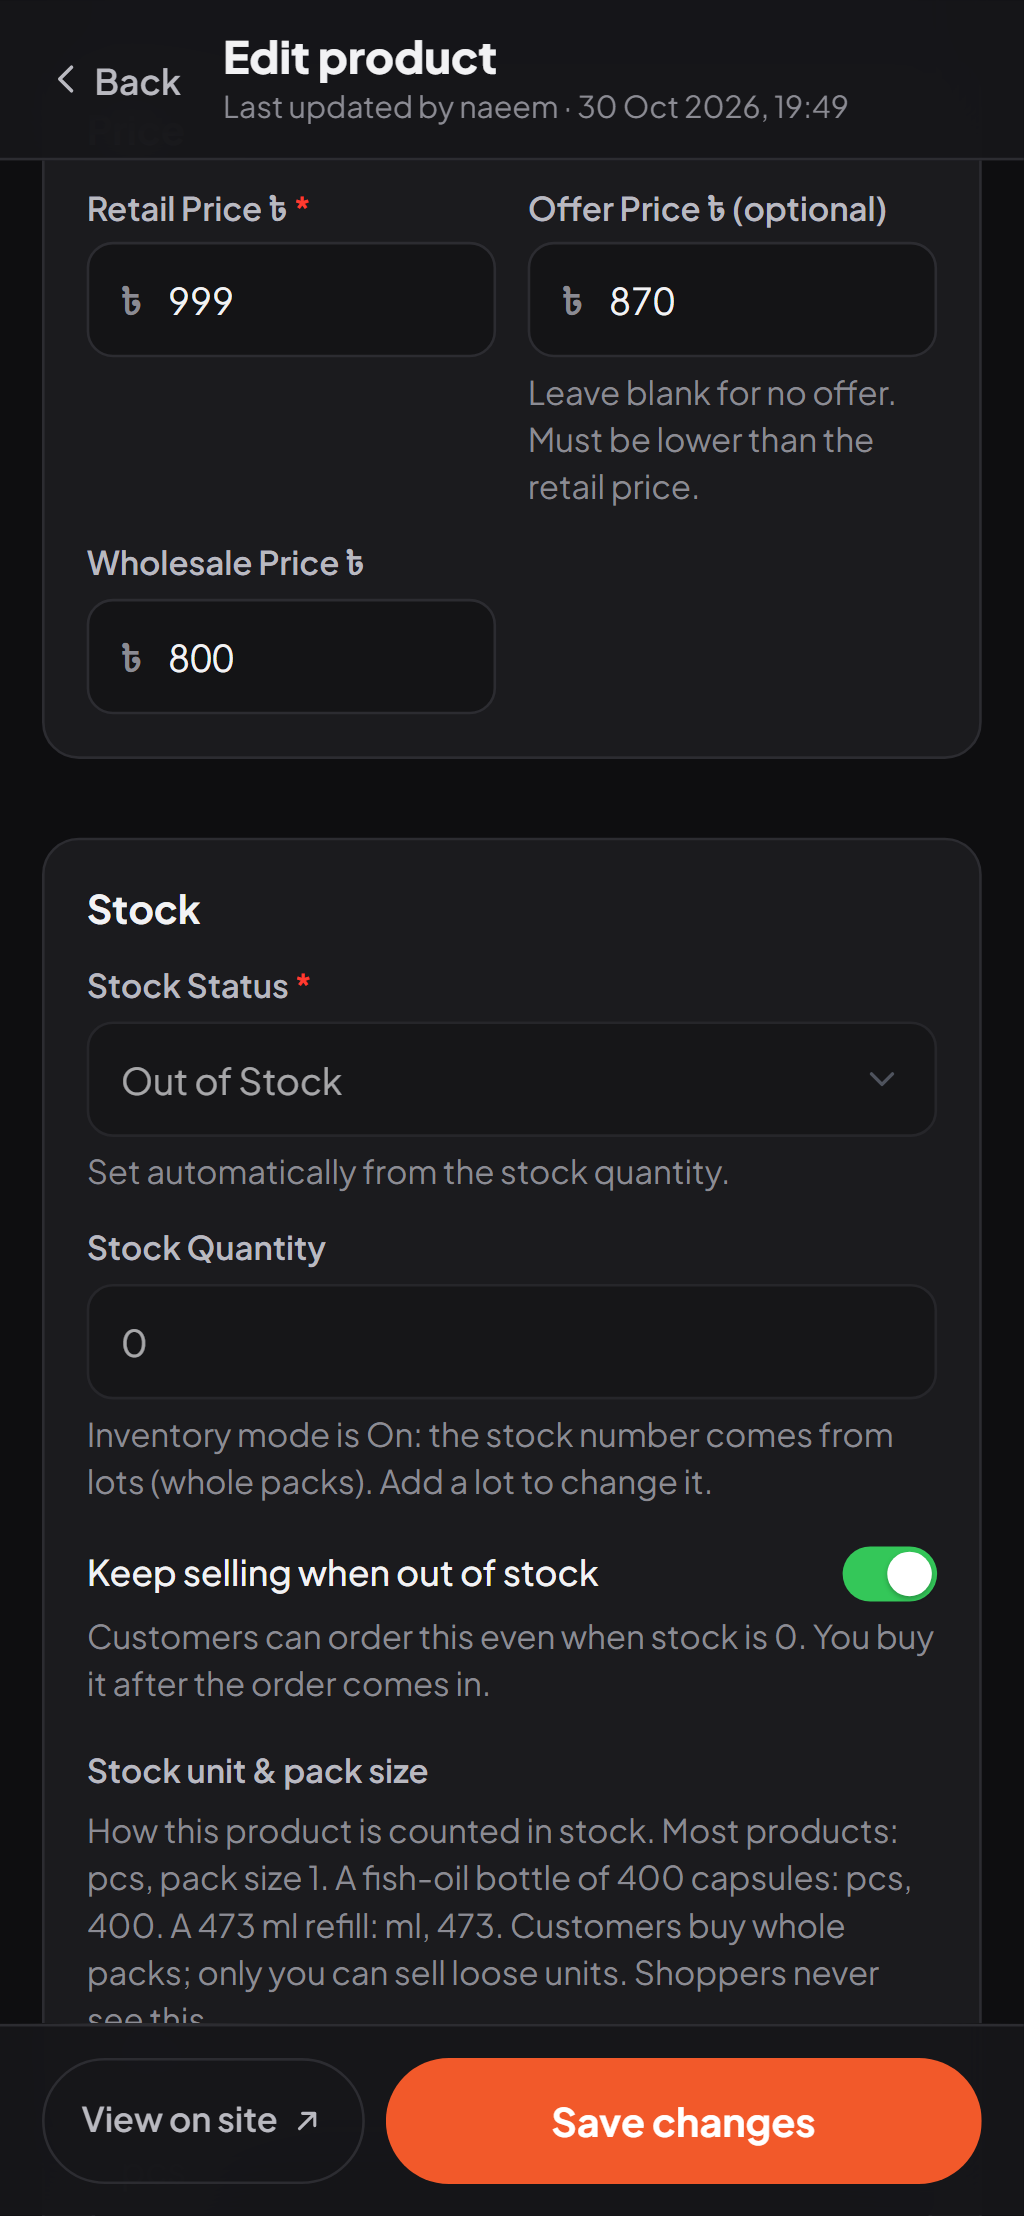 Back
Edit product
Last updated by naeem · 30 Oct 2026, 19:49
Price
Retail Price ৳ *
Offer Price ৳ (optional)
৳ 999
৳ 870
Leave blank for no offer.
Must be lower than the
retail price.
Wholesale Price ৳
৳ 800
Stock
Stock Status *
Out of Stock
Set automatically from the stock quantity.
Stock Quantity
0
Inventory mode is On: the stock number comes from
lots (whole packs). Add a lot to change it.
Keep selling when out of stock
Customers can order this even when stock is 0. You buy
it after the order comes in.
Stock unit & pack size
How this product is counted in stock. Most products:
pcs, pack size 1. A fish-oil bottle of 400 capsules: pcs,
400. A 473 ml refill: ml, 473. Customers buy whole
packs; only you can sell loose units. Shoppers never
see this.
View on site ↗
Save changes